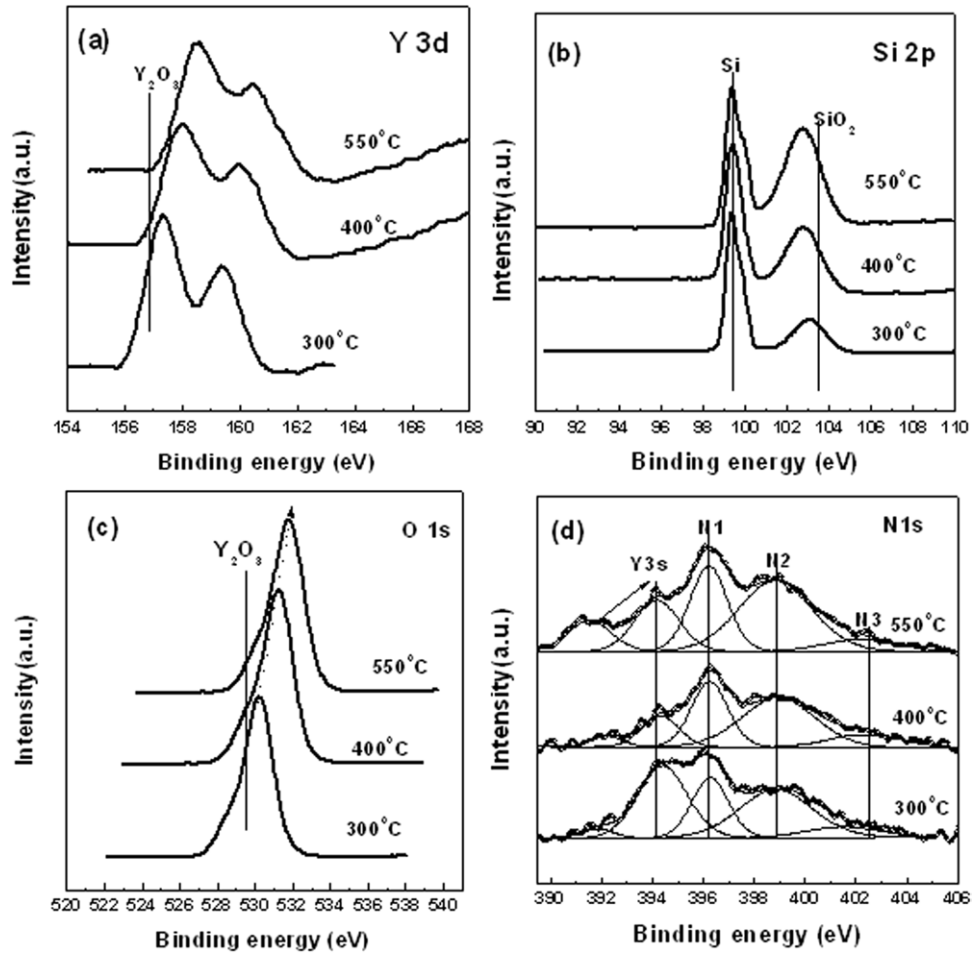 (a)
Y 3d
Y₂O₃
550°C
400°C
300°C
Intensity(a.u.)
154 156 158 160 162 164 166 168
Binding energy (eV)
(b)
Si 2p
Si
SiO₂
550°C
400°C
300°C
Intensity(a.u.)
90 92 94 96 98 100 102 104 106 108 110
Binding energy (eV)
(c)
O 1s
Y₂O₃
550°C
400°C
300°C
Intensity(a.u.)
520 522 524 526 528 530 532 534 536 538 540
Binding energy (eV)
(d)
N1s
Y3s
N1
N2
N3
550°C
400°C
300°C
Intensity(a.u.)
390 392 394 396 398 400 402 404 406
Binding energy (eV)